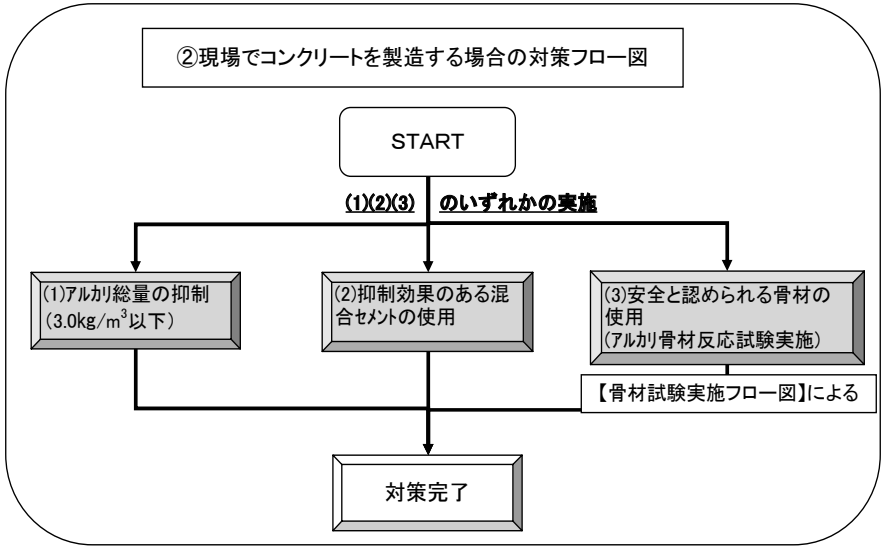 ②現場でコンクリートを製造する場合の対策フロー図
START
(1)(2)(3) のいずれかの実施
(1)アルカリ総量の抑制
(3.0kg/m³以下)
(2)抑制効果のある混
合セメントの使用
(3)安全と認められる骨材の
使用
(アルカリ骨材反応試験実施)
【骨材試験実施フロー図】による
対策完了